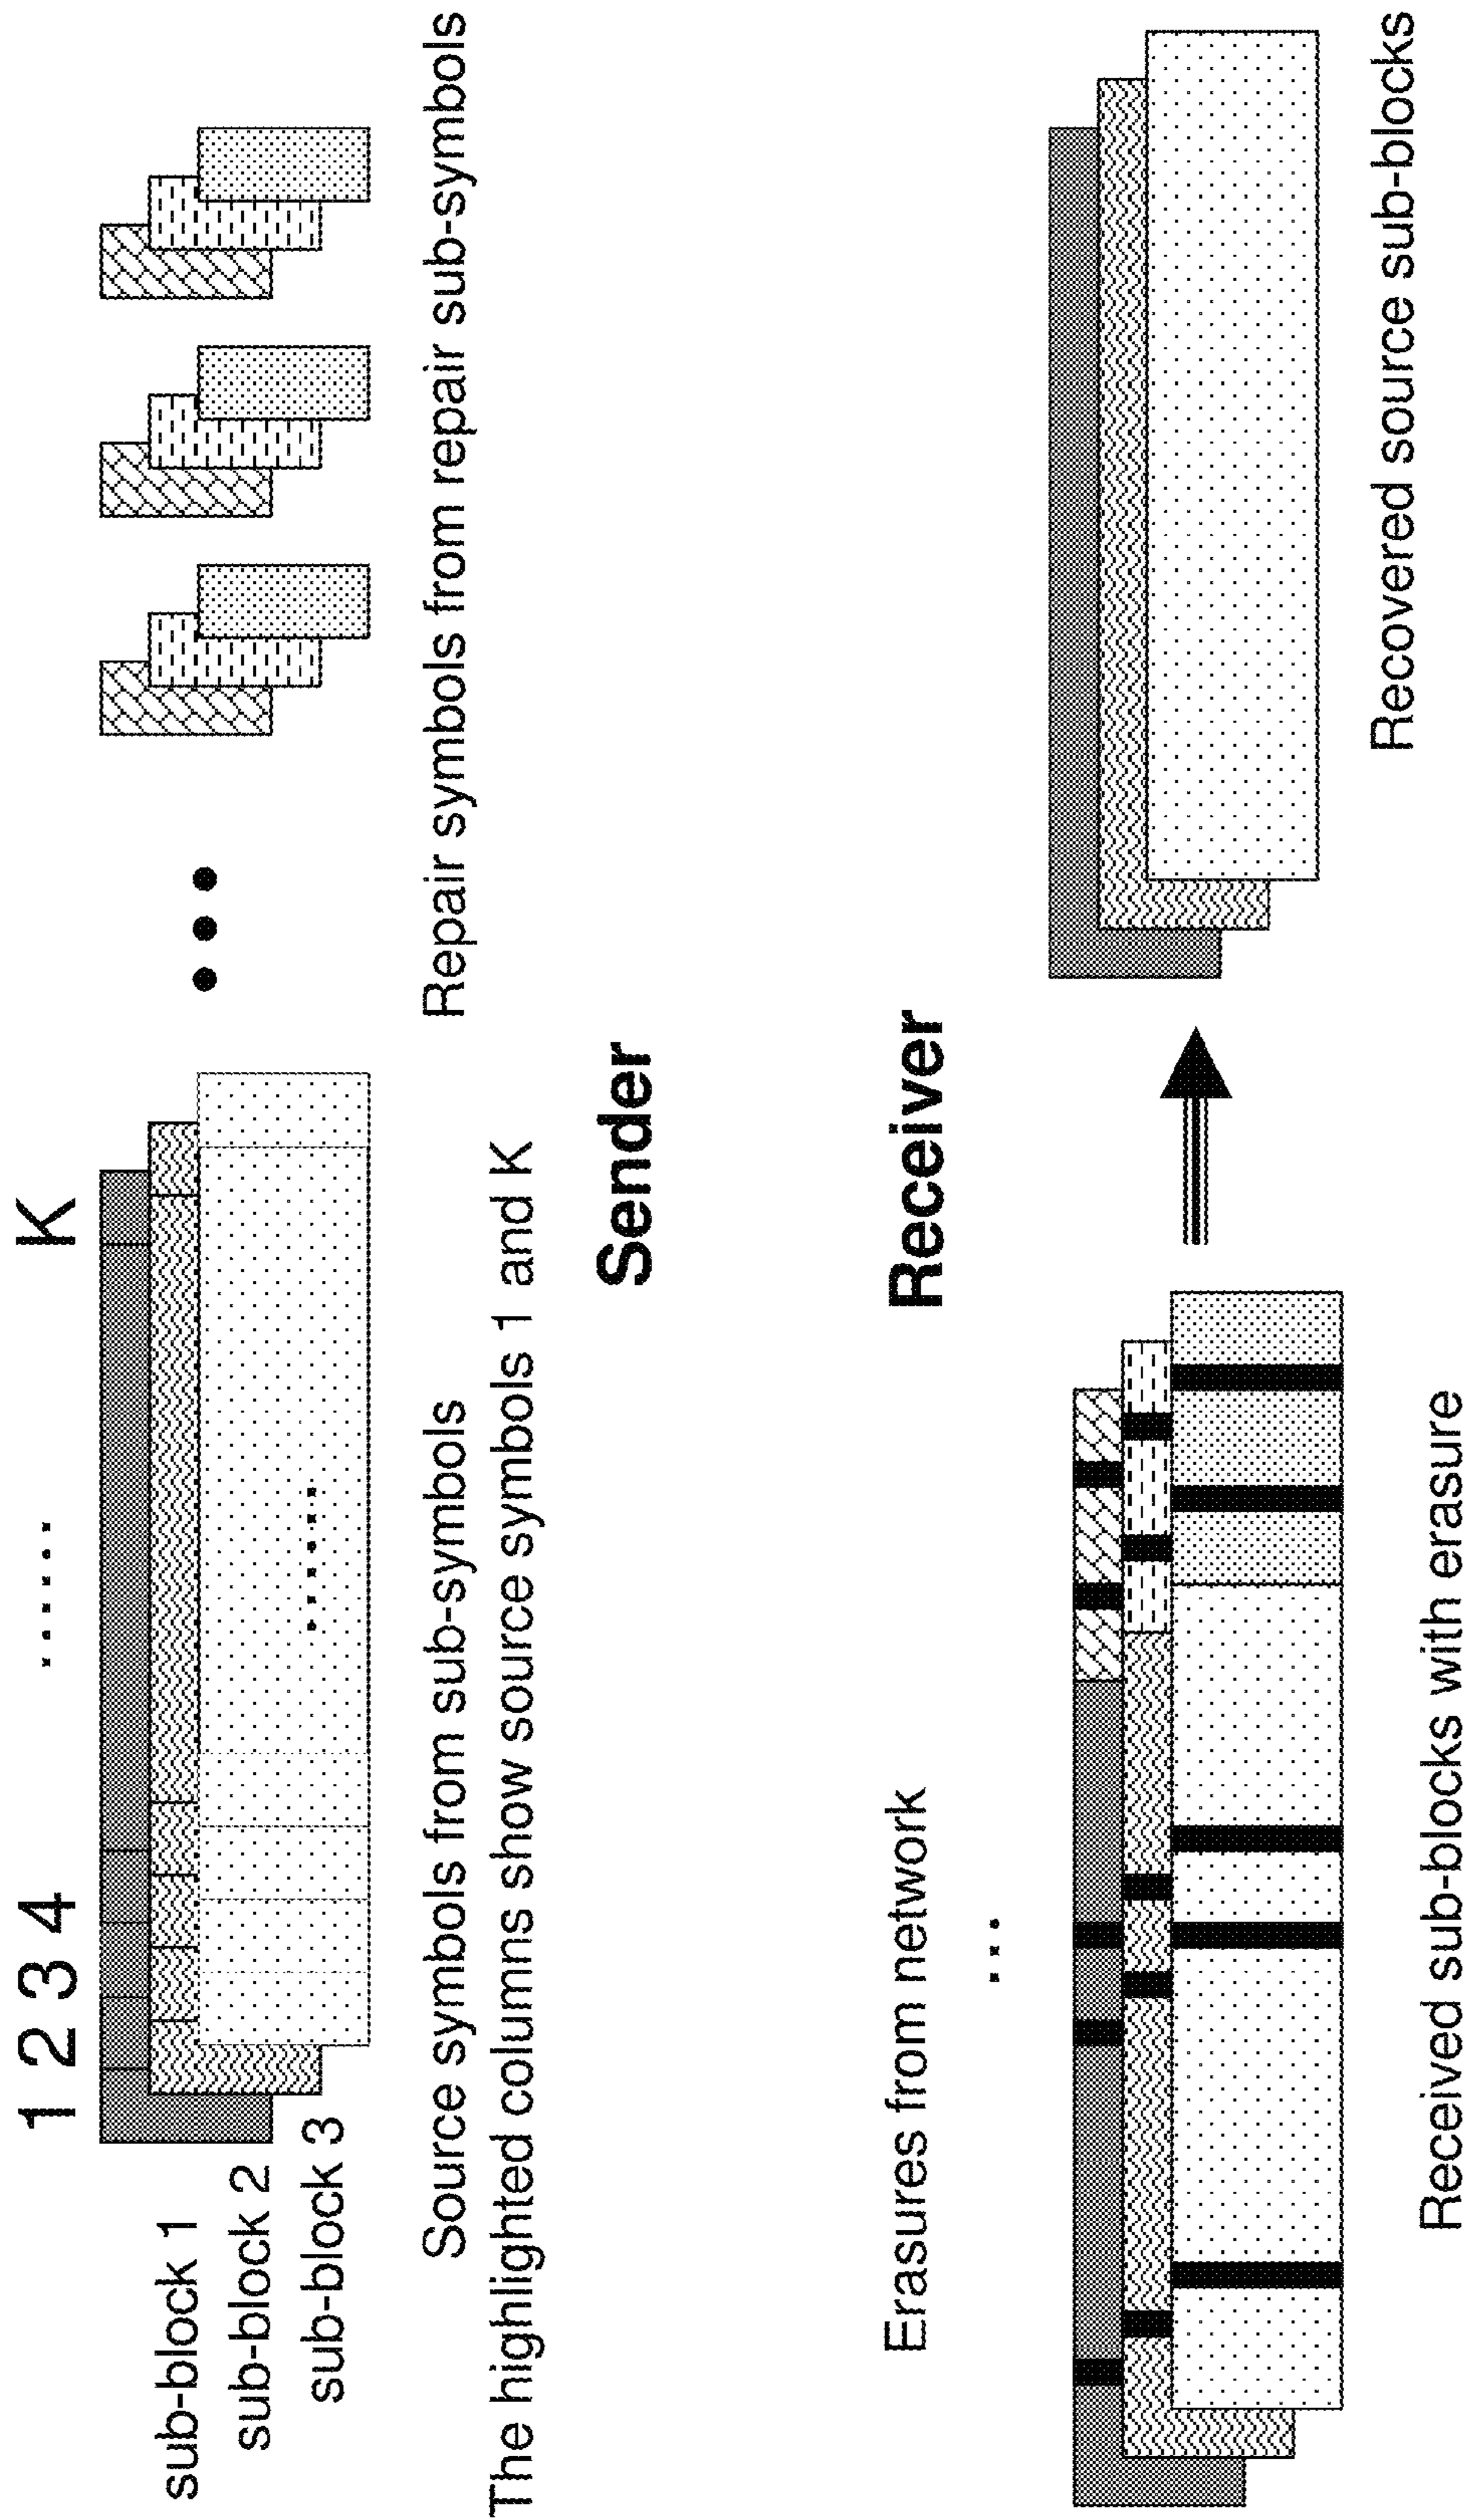 1 2 3 4 ...... K
sub-block 1
sub-block 2
sub-block 3
......
Source symbols from sub-symbols
The highlighted columns show source symbols 1 and K
Repair symbols from repair sub-symbols
Sender
Receiver
Erasures from network
...
Received sub-blocks with erasure
Recovered source sub-blocks